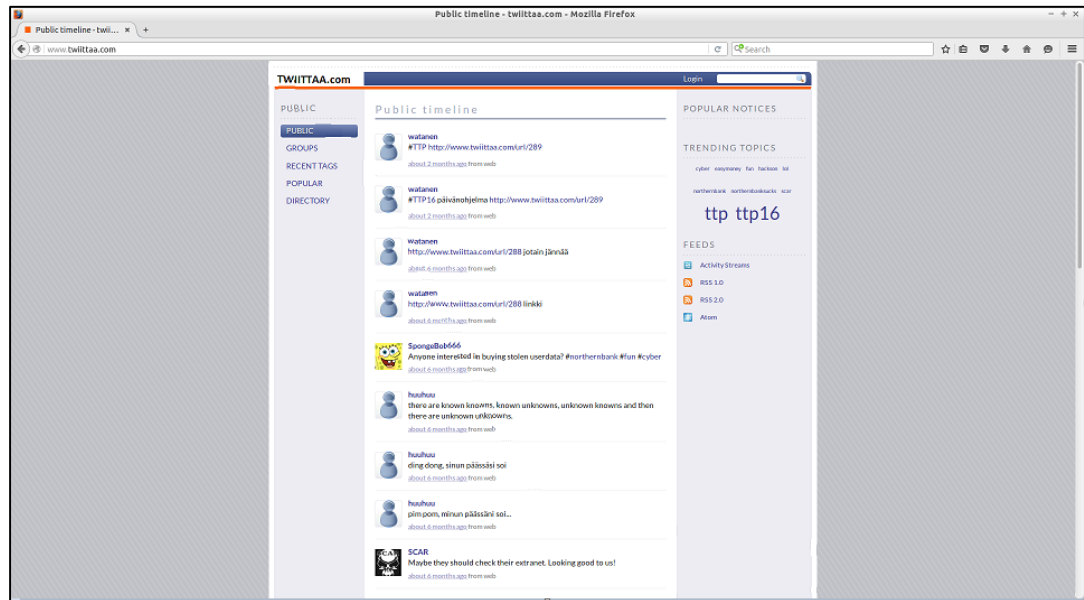 Public timeline - twiittaa.com - Mozilla Firefox
Public timeline - twii...
www.twiittaa.com
Search
TWIITTAA.com
Login
PUBLIC
PUBLIC
GROUPS
RECENT TAGS
POPULAR
DIRECTORY
Public timeline
watanen
#TTP http://www.twiittaa.com/url/289
about 2 months ago from web
watanen
#TTP16 päivänohjelma http://www.twiittaa.com/url/289
about 2 months ago from web
watanen
http://www.twiittaa.com/url/288 jotain jännää
about 6 months ago from web
watanen
http://www.twiittaa.com/url/288 linkki
about 6 months ago from web
SpongeBob666
Anyone interested in buying stolen userdata? #northernbank #fun #cyber
about 6 months ago from web
huuhuu
there are known knowns, known unknowns, unknown knowns and then
there are unknown unknowns.
about 6 months ago from web
huuhuu
ding dong, sinun päässäsi soi
about 6 months ago from web
huuhuu
pim pom, minun päässäni soi...
about 6 months ago from web
SCAR
Maybe they should check their extranet. Looking good to us!
about 6 months ago from web
POPULAR NOTICES
TRENDING TOPICS
cyber easymoney fun hackson lol
northernbank northernbanksucks scar
ttp ttp16
FEEDS
Activity Streams
RSS 1.0
RSS 2.0
Atom